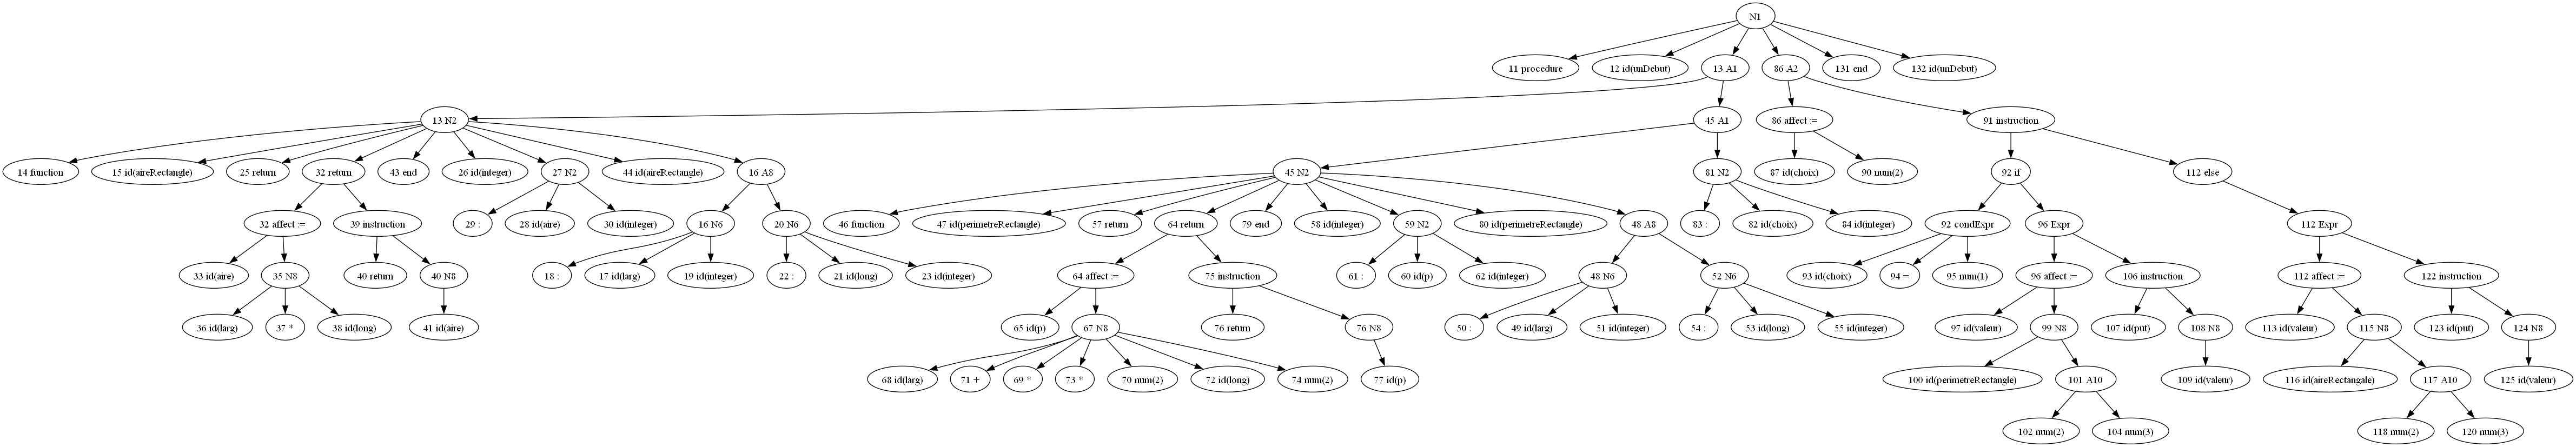 N1
11 procedure
12 id(unDebut)
13 A1
86 A2
131 end
132 id(unDebut)
13 N2
45 A1
86 affect :=
91 instruction
14 function
15 id(aireRectangle)
25 return
32 return
43 end
26 id(integer)
27 N2
44 id(aireRectangle)
16 A8
45 N2
81 N2
87 id(choix)
90 num(2)
92 if
112 else
32 affect :=
39 instruction
29 :
28 id(aire)
30 id(integer)
16 N6
20 N6
46 function
47 id(perimetreRectangle)
57 return
64 return
79 end
58 id(integer)
59 N2
80 id(perimetreRectangle)
48 A8
83 :
82 id(choix)
84 id(integer)
92 condExpr
96 Expr
112 Expr
33 id(aire)
35 N8
40 return
40 N8
18 :
17 id(larg)
19 id(integer)
22 :
21 id(long)
23 id(integer)
64 affect :=
75 instruction
61 :
60 id(p)
62 id(integer)
48 N6
52 N6
93 id(choix)
94 =
95 num(1)
96 affect :=
106 instruction
112 affect :=
122 instruction
36 id(larg)
37 *
38 id(long)
41 id(aire)
65 id(p)
67 N8
76 return
76 N8
50 :
49 id(larg)
51 id(integer)
54 :
53 id(long)
55 id(integer)
97 id(valeur)
99 N8
107 id(put)
108 N8
113 id(valeur)
115 N8
123 id(put)
124 N8
68 id(larg)
71 +
69 *
73 *
70 num(2)
72 id(long)
74 num(2)
77 id(p)
100 id(perimetreRectangle)
101 A10
109 id(valeur)
116 id(aireRectangale)
117 A10
125 id(valeur)
102 num(2)
104 num(3)
118 num(2)
120 num(3)